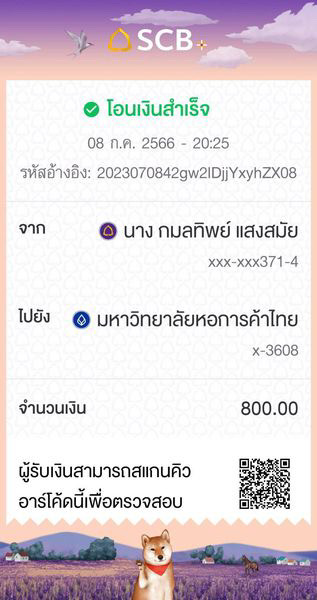 SCB
โอนเงินสำเร็จ
08 ก.ค. 2566 - 20:25
รหัสอ้างอิง: 2023070842gw2lDjjYxyhZX08
จาก นาง กมลทิพย์ แสงสมัย
xxx-xxx371-4
ไปยัง มหาวิทยาลัยหอการค้าไทย
x-3608
จำนวนเงิน 800.00
ผู้รับเงินสามารถสแกนคิว
อาร์โค้ดนี้เพื่อตรวจสอบ